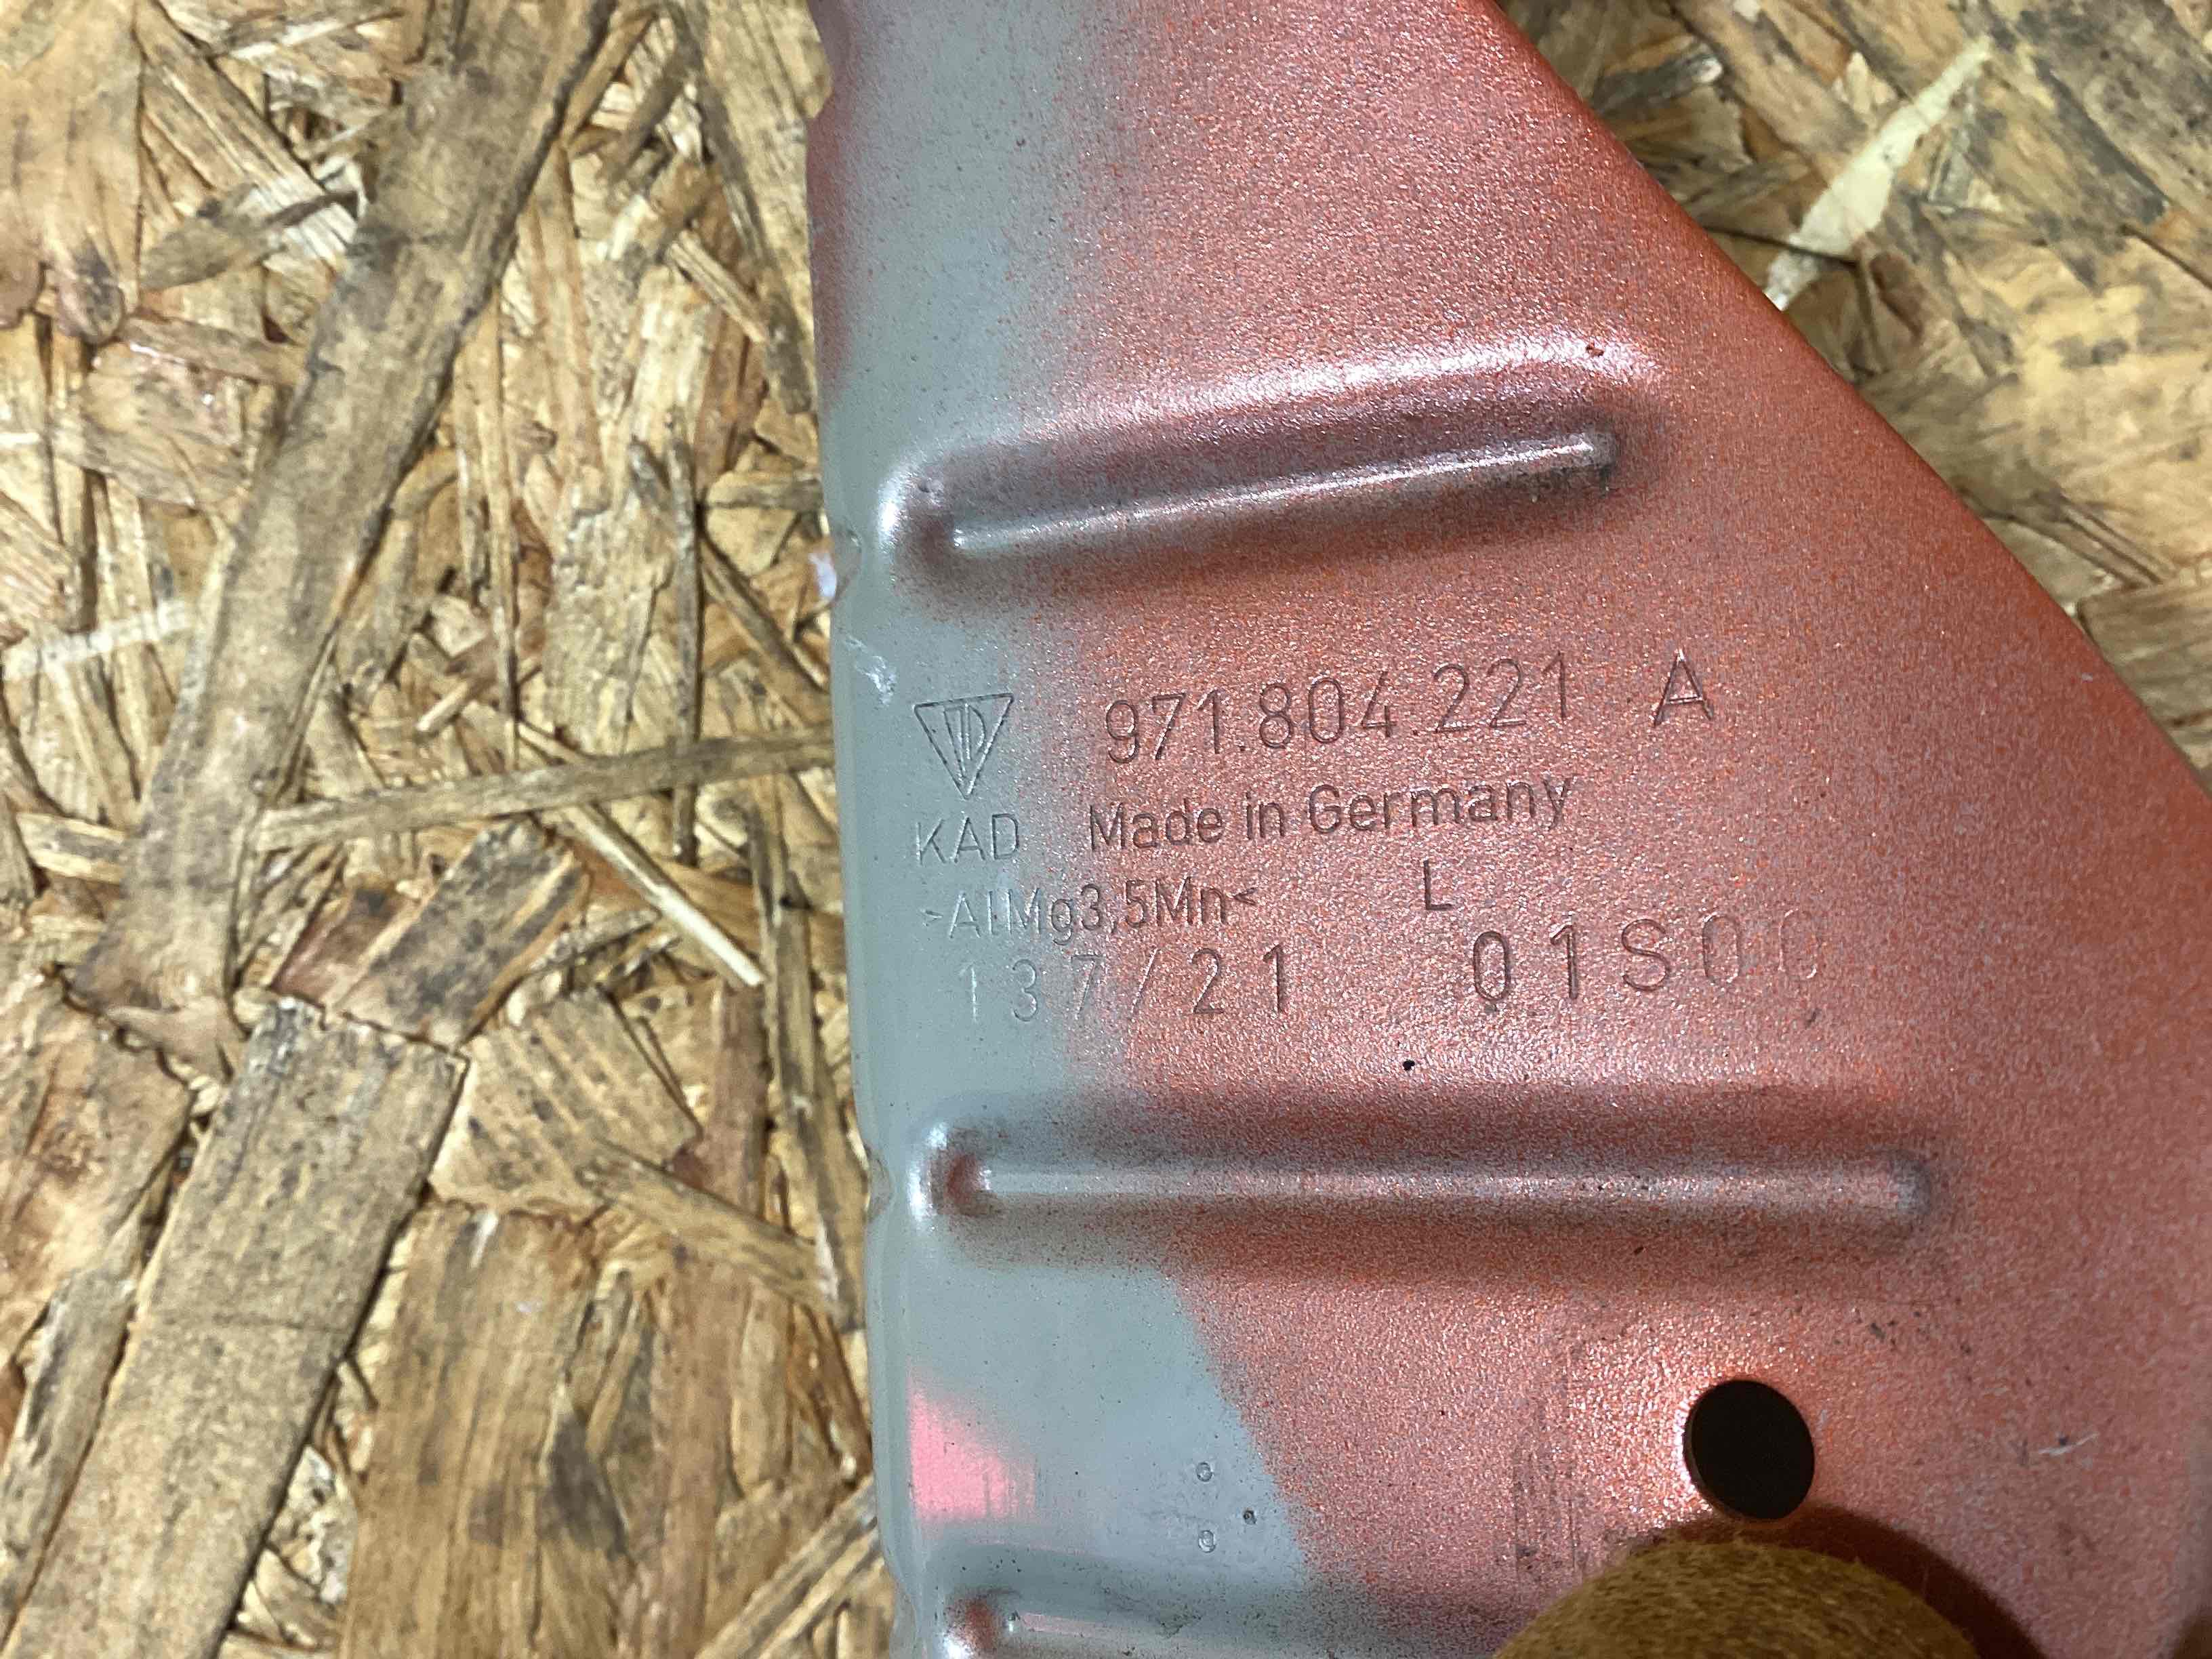 971.804.221 A
KAD Made in Germany
>AlMg3,5Mn< L
137/21 01S00